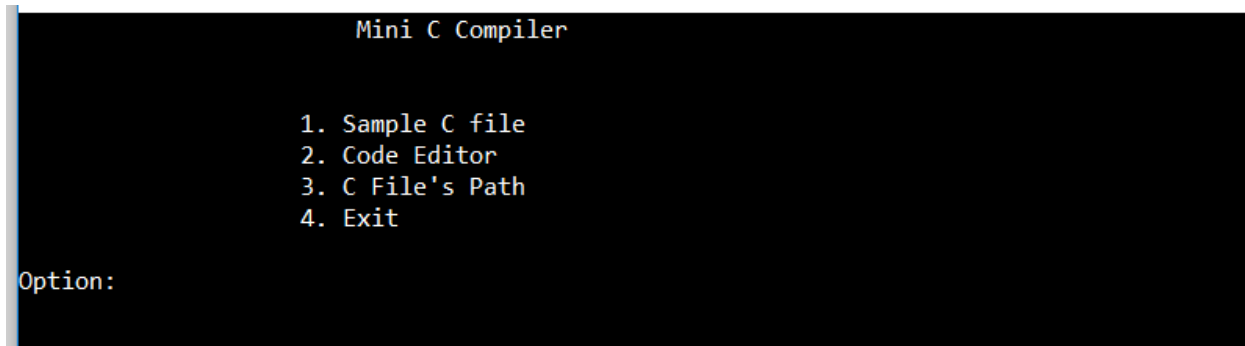 Mini C Compiler
1. Sample C file
2. Code Editor
3. C File's Path
4. Exit
Option: